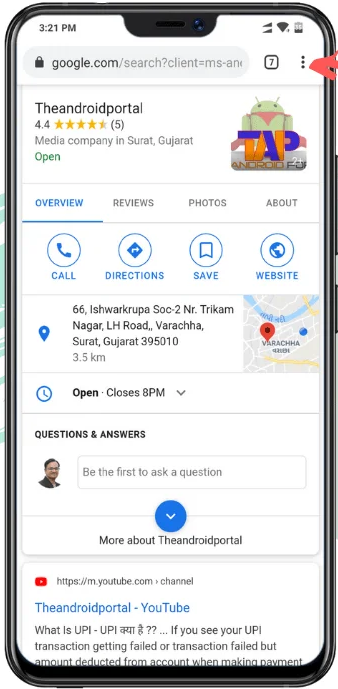 3:21 PM
google.com/search?client=ms-an
7
Theandroidportal
4.4 (5)
Media company in Surat, Gujarat
Open
TAP
ANDROID
2+
OVERVIEW REVIEWS PHOTOS ABOUT
CALL DIRECTIONS SAVE WEBSITE
66, Ishwarkrupa Soc-2 Nr. Trikam
Nagar, LH Road,, Varachha,
Surat, Gujarat 395010
3.5 km
VARACHHA
વરાછા
Open · Closes 8PM
QUESTIONS & ANSWERS
Be the first to ask a question
More about Theandroidportal
https://m.youtube.com › channel
Theandroidportal - YouTube
What Is UPI - UPI क्या है ?? ... If you see your UPI
transaction getting failed or transaction failed but
amount deducted from account when making payment